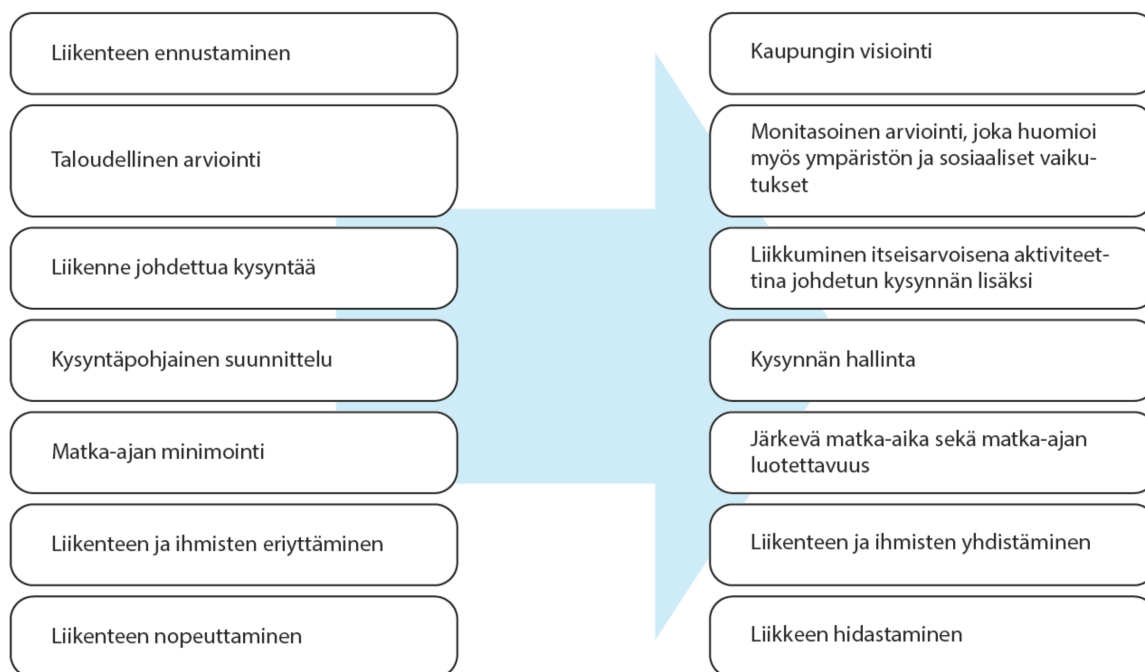 Liikenteen ennustaminen
Kaupungin visiointi
Taloudellinen arviointi
Monitasoinen arviointi, joka huomioi
myös ympäristön ja sosiaaliset vaiku-
tukset
Liikenne johdettua kysyntää
Liikkuminen itseisarvoisena aktiviteet-
tina johdetun kysynnän lisäksi
Kysyntäpohjainen suunnittelu
Kysynnän hallinta
Matka-ajan minimointi
Järkevä matka-aika sekä matka-ajan
luotettavuus
Liikenteen ja ihmisten eriyttäminen
Liikenteen ja ihmisten yhdistäminen
Liikenteen nopeuttaminen
Liikkeen hidastaminen